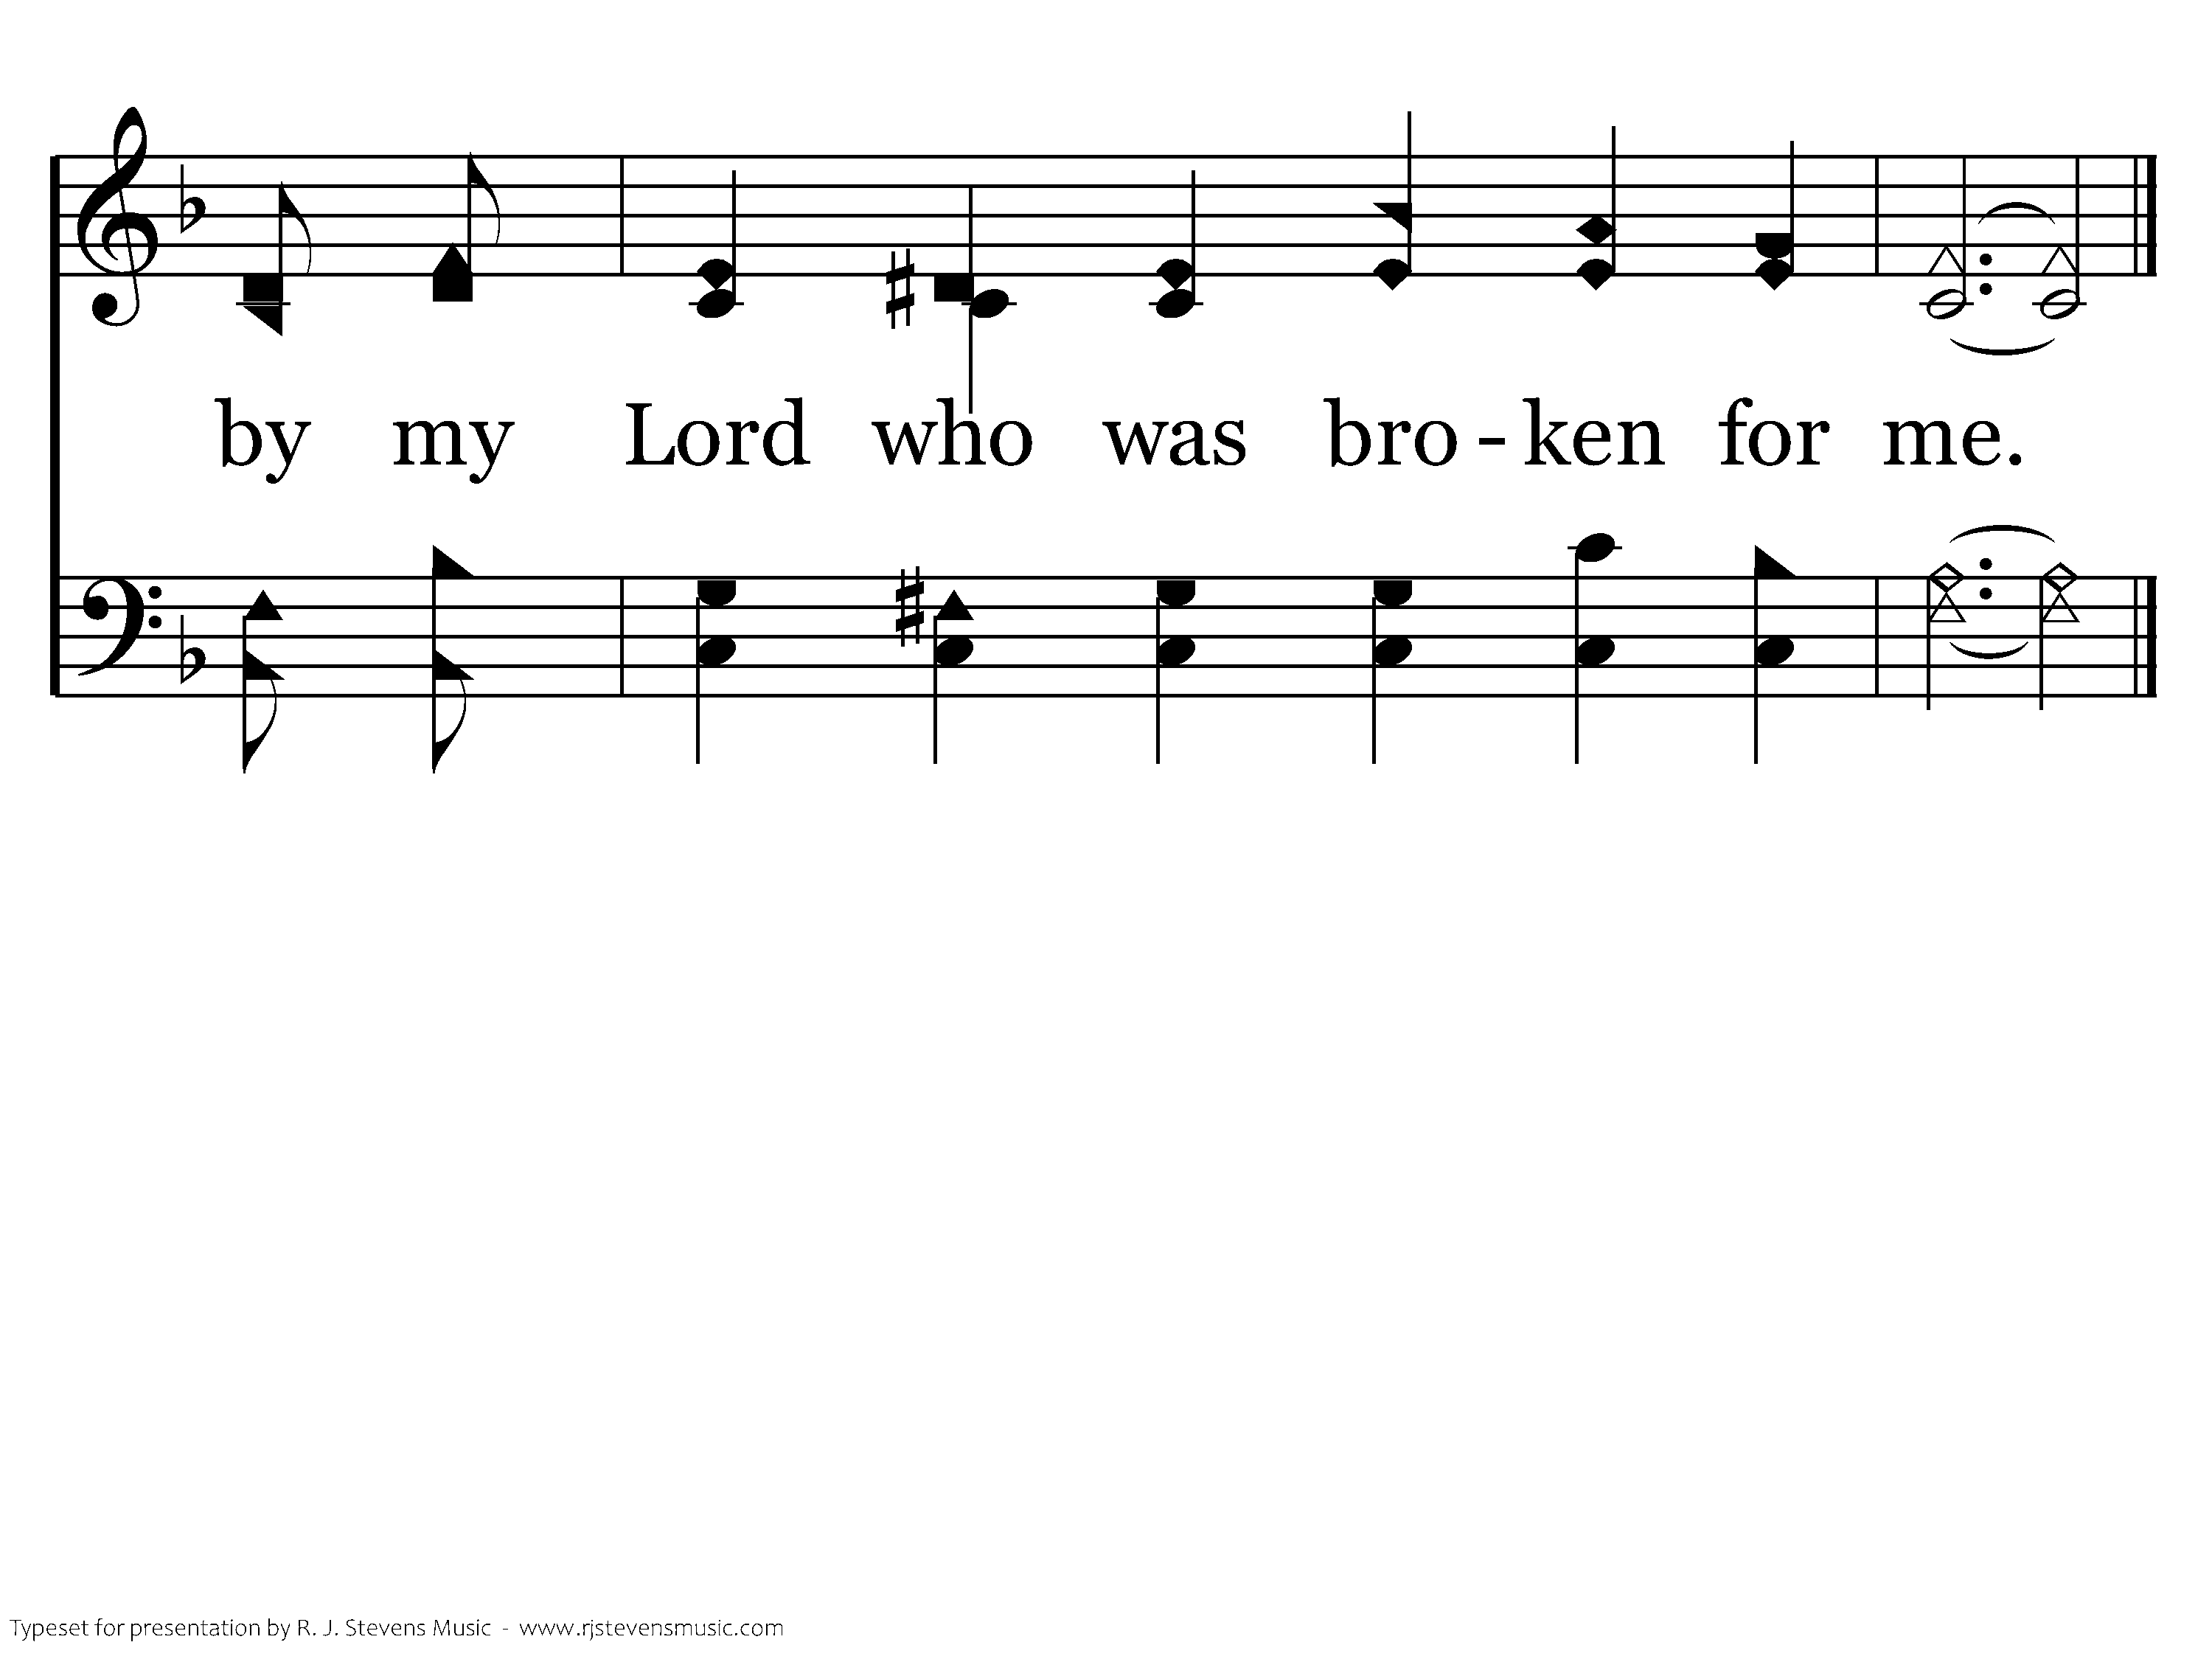 by my Lord who was bro - ken for me.
Typeset for presentation by R. J. Stevens Music - www.rjstevensmusic.com